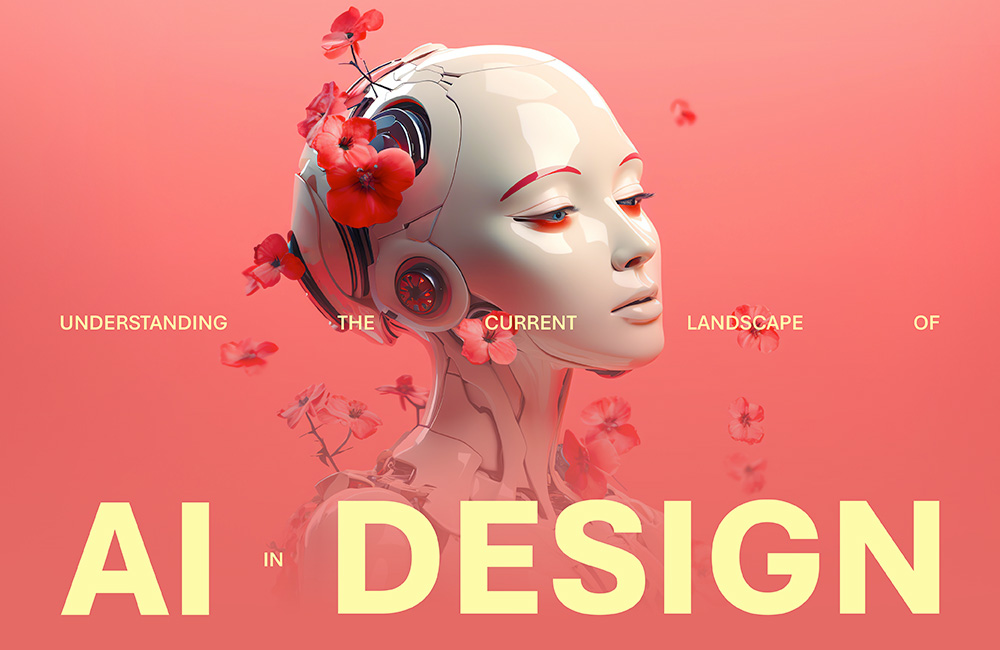 UNDERSTANDING THE CURRENT LANDSCAPE OF
AI IN DESIGN